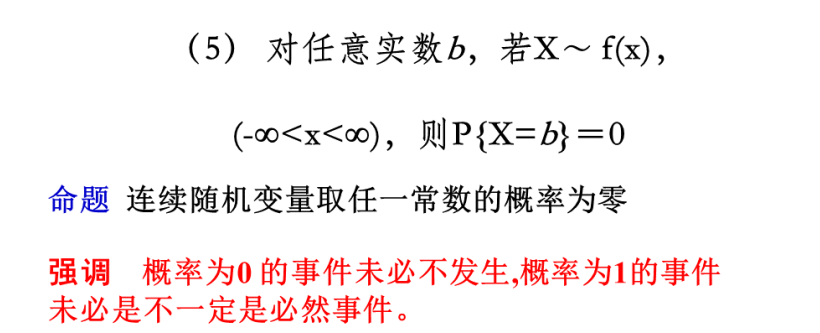 （5） 对任意实数b，若X～ f(x)，
(-∞<x<∞)，则P{X=b}＝0
命题 连续随机变量取任一常数的概率为零
强调 概率为0 的事件未必不发生,概率为1的事件
未必是不一定是必然事件。